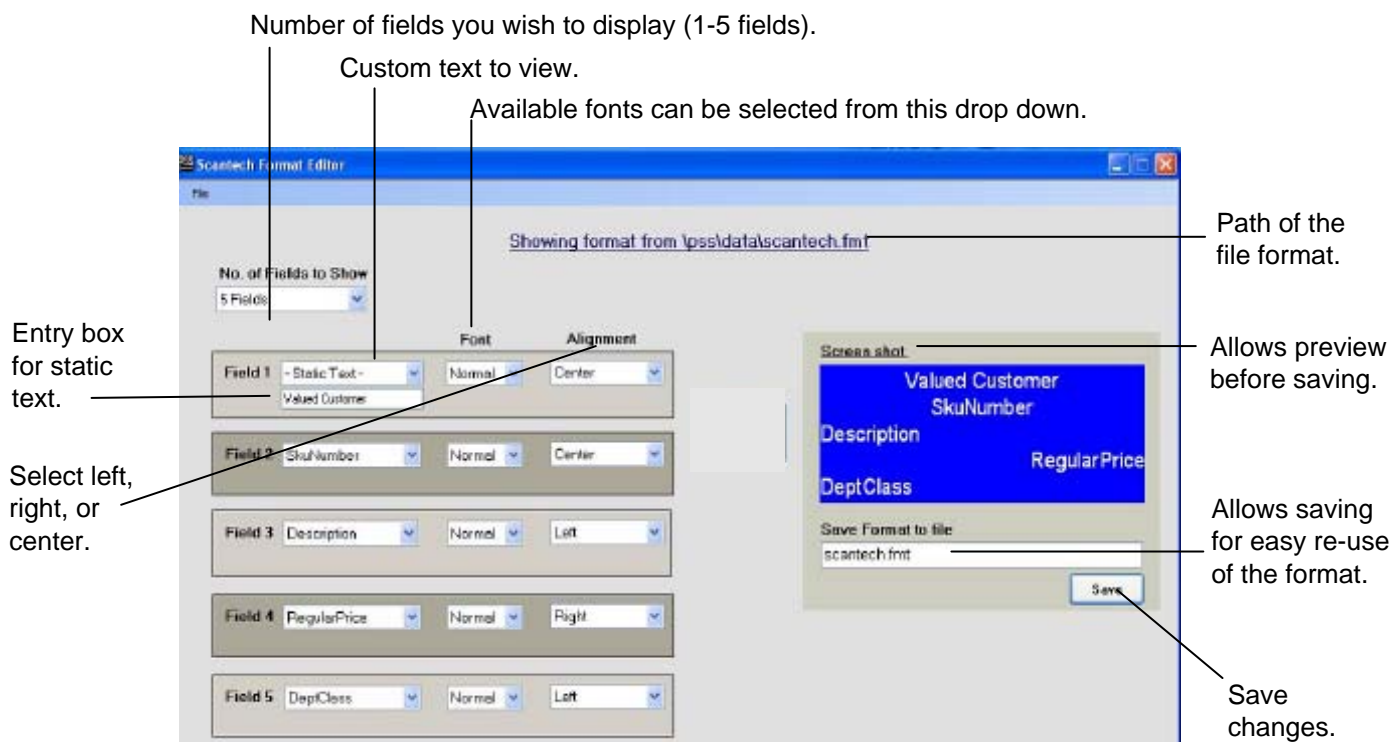 Number of fields you wish to display (1-5 fields).
Custom text to view.
Available fonts can be selected from this drop down.
Scantech Format Editor
File
Showing format from \pss\data\scantech.fmt
Path of the
file format.
No. of Fields to Show
5 Fields
Font
Alignment
Entry box
for static
text.
Field 1
- Static Text -
Normal
Center
Valued Customer
Field 2
SkuNumber
Normal
Center
Select left,
right, or
center.
Field 3
Description
Normal
Left
Field 4
RegularPrice
Normal
Right
Field 5
DeptClass
Normal
Left
Screen shot
Valued Customer
SkuNumber
Description
RegularPrice
DeptClass
Allows preview
before saving.
Save Format to file
scantech.fmt
Save
Allows saving
for easy re-use
of the format.
Save
changes.